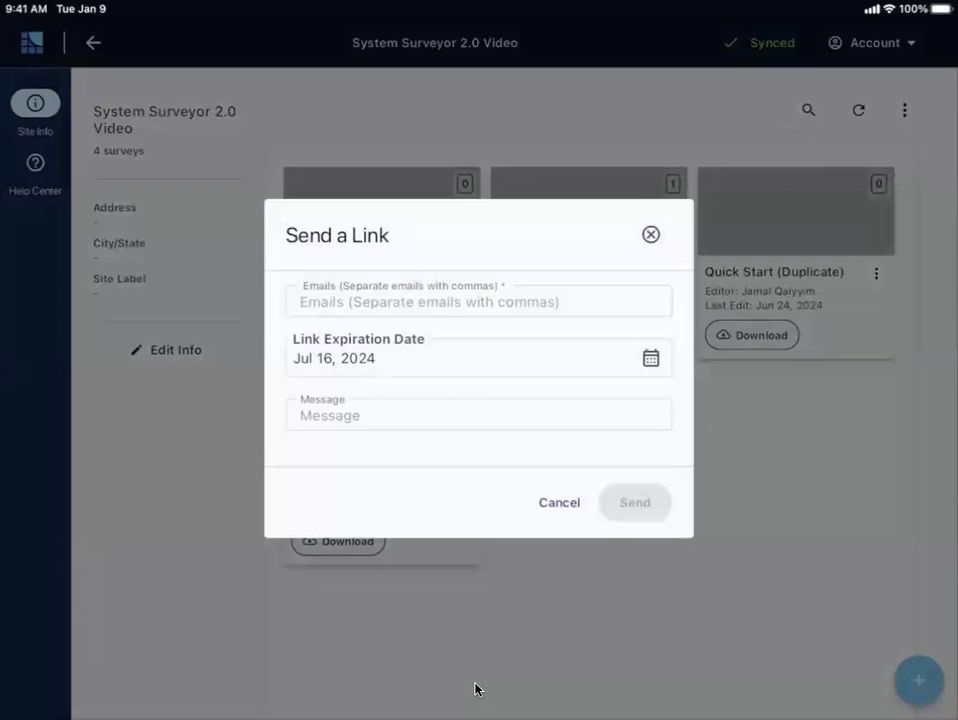 9:41 AM Tue Jan 9
100%
System Surveyor 2.0 Video
Synced
Account
Site Info
Help Center
System Surveyor 2.0
Video
4 surveys
Address
-
City/State
-
Site Label
-
Edit Info
0
1
0
Quick Start (Duplicate)
Editor: Jamal Qaiyyim
Last Edit: Jun 24, 2024
Download
Send a Link
Emails (Separate emails with commas) *
Emails (Separate emails with commas)
Link Expiration Date
Jul 16, 2024
Message
Message
Cancel
Send
Download